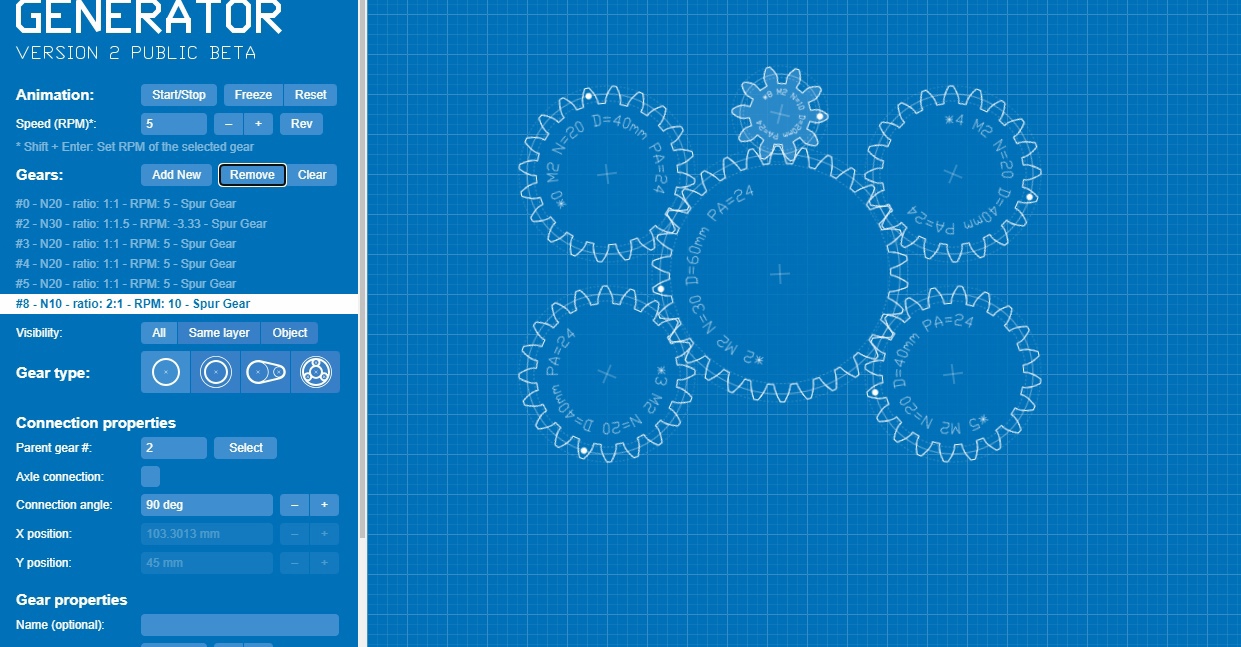 GENERATOR
VERSION 2 PUBLIC BETA
Animation: Start/Stop Freeze Reset
Speed (RPM)*: 5 – + Rev
* Shift + Enter: Set RPM of the selected gear
Gears: Add New Remove Clear
#0 - N20 - ratio: 1:1 - RPM: 5 - Spur Gear
#2 - N30 - ratio: 1:1.5 - RPM: -3.33 - Spur Gear
#3 - N20 - ratio: 1:1 - RPM: 5 - Spur Gear
#4 - N20 - ratio: 1:1 - RPM: 5 - Spur Gear
#5 - N20 - ratio: 1:1 - RPM: 5 - Spur Gear
#8 - N10 - ratio: 2:1 - RPM: 10 - Spur Gear
Visibility: All Same layer Object
Gear type:
Connection properties
Parent gear #: 2 Select
Axle connection:
Connection angle: 90 deg – +
X position: 103.3013 mm – +
Y position: 45 mm – +
Gear properties
Name (optional):
#0 M2 N=20 D=40mm PA=24
#8 M2 N=10 D=20mm PA=24
#4 M2 N=20 D=40mm PA=24
#2 M2 N=30 D=60mm PA=24
#3 M2 N=20 D=40mm PA=24
#5 M2 N=20 D=40mm PA=24